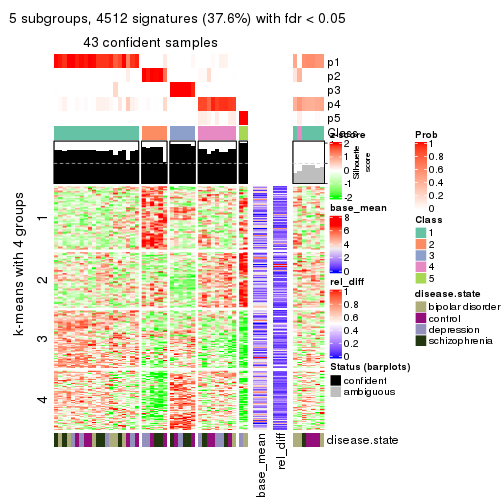 5 subgroups, 4512 signatures (37.6%) with fdr < 0.05
43 confident samples
p1
p2
p3
p4
p5
Class
z-score
2
1
0
-1
-2
Silhouette
score
base_mean
8
6
4
2
0
rel_diff
1
0.8
0.6
0.4
0.2
0
Status (barplots)
confident
ambiguous
Prob
1
0.8
0.6
0.4
0.2
0
Class
1
2
3
4
5
disease.state
bipolar disorder
control
depression
schizophrenia
k-means with 4 groups
1
2
3
4
disease.state
base_mean
rel_diff